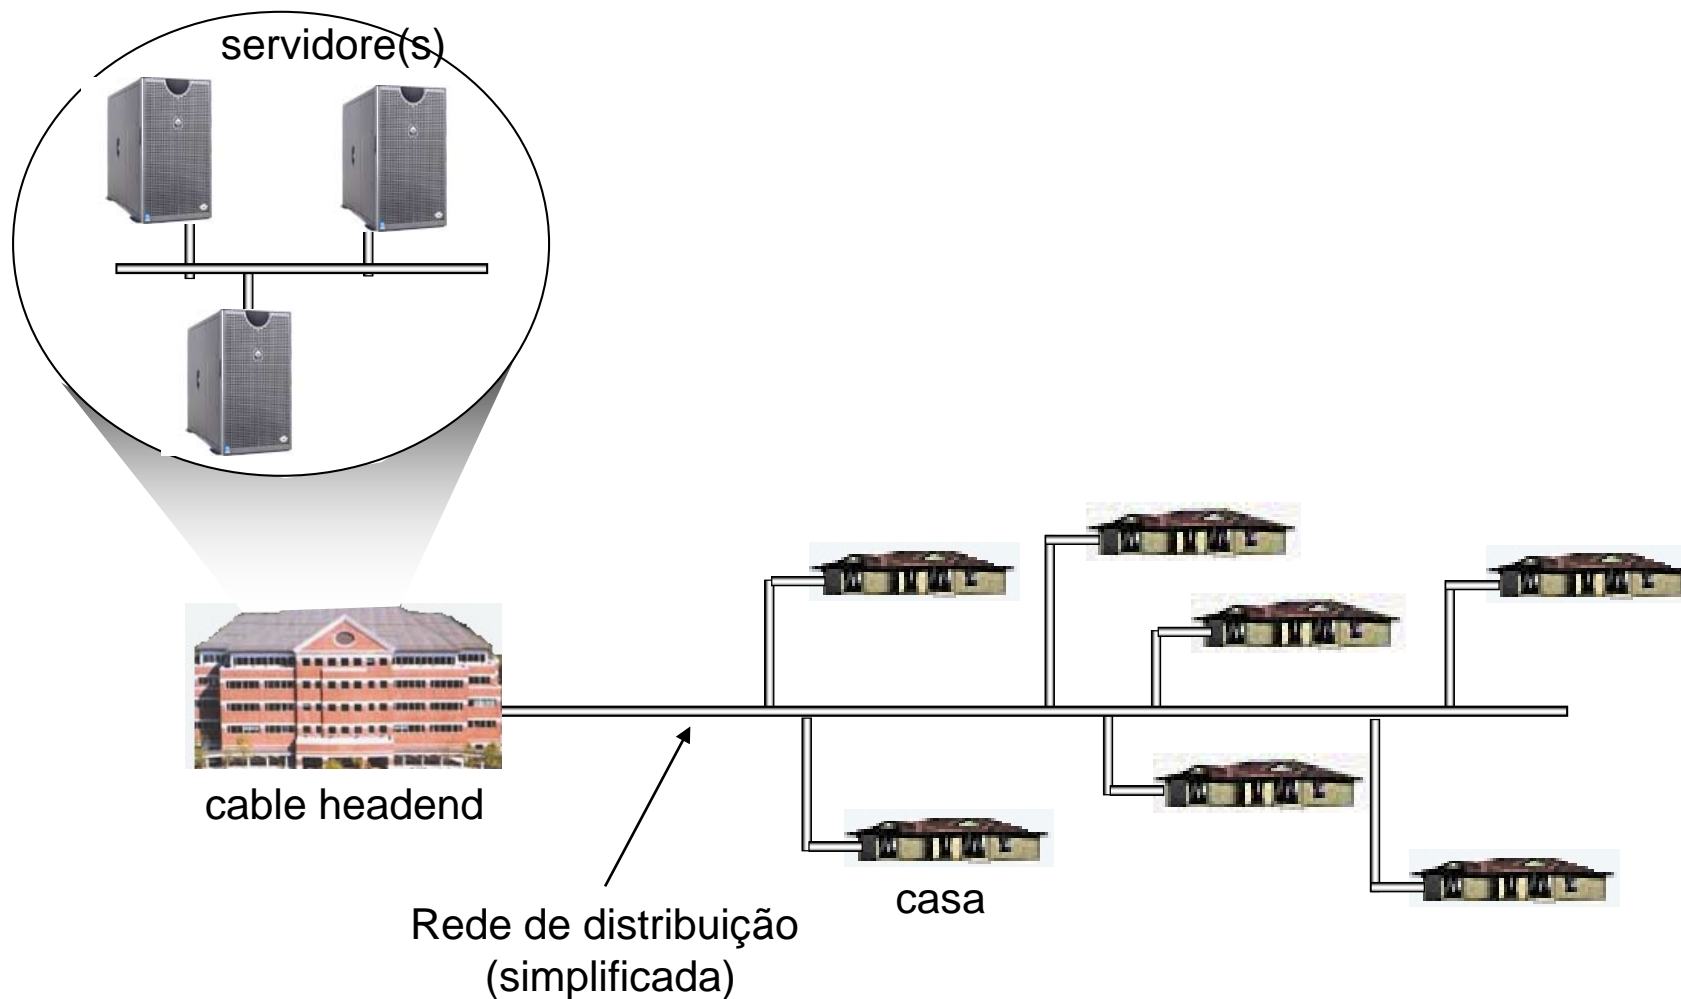 servidore(s)
cable headend
casa
Rede de distribuição
(simplificada)